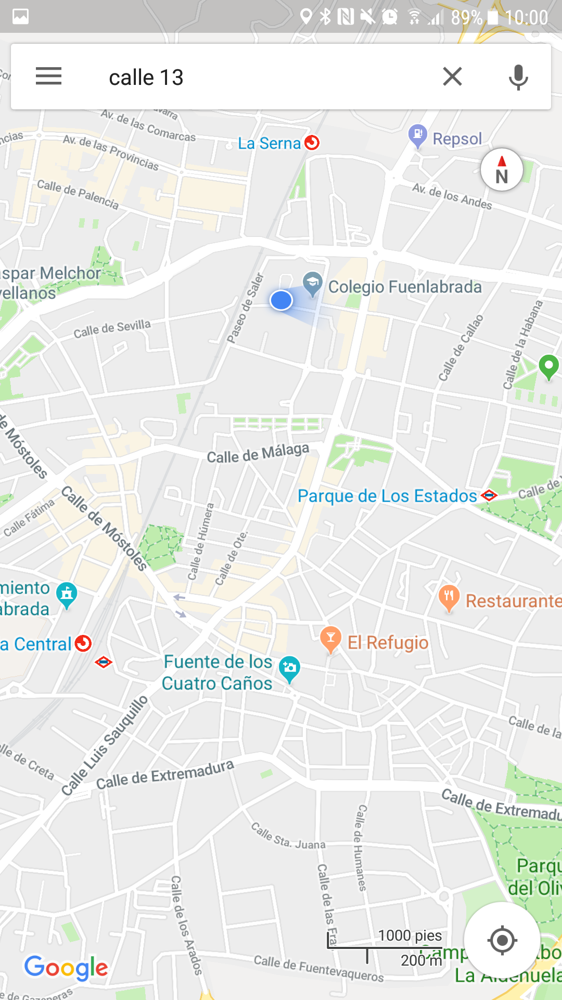 89% 10:00
calle 13
Av. de las Comarcas
Av. de las Provincias
La Serna
Repsol
N
Calle de Palencia
Av. de los Andes
spar Melchor
vellanos
Paseo de Saler
Colegio Fuenlabrada
Calle de Sevilla
Calle de Callao
Calle de la Habana
de Móstoles
Calle de Málaga
Parque de Los Estados
Calle de
Calle Fátima
Calle de Móstoles
Calle de Húmera
Calle de Ote.
miento
abrada
Restaurante
a Central
El Refugio
Fuente de los
Cuatro Caños
Calle Luis Sauquillo
Calle de la
lle de Creta
Calle de Extremadura
Calle de Extremadu
Calle Sta. Juana
Calle de Humanes
Parqu
del Oliv
Calle de los Arados
Calle de las Fra
1000 pies
200 m
Camp
tbo
La Aldehuela
Google
Calle de Fuentevaqueros